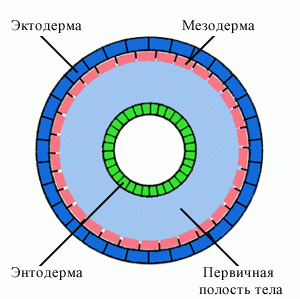 Эктодерма
Мезодерма
Энтодерма
Первичная
полость тела